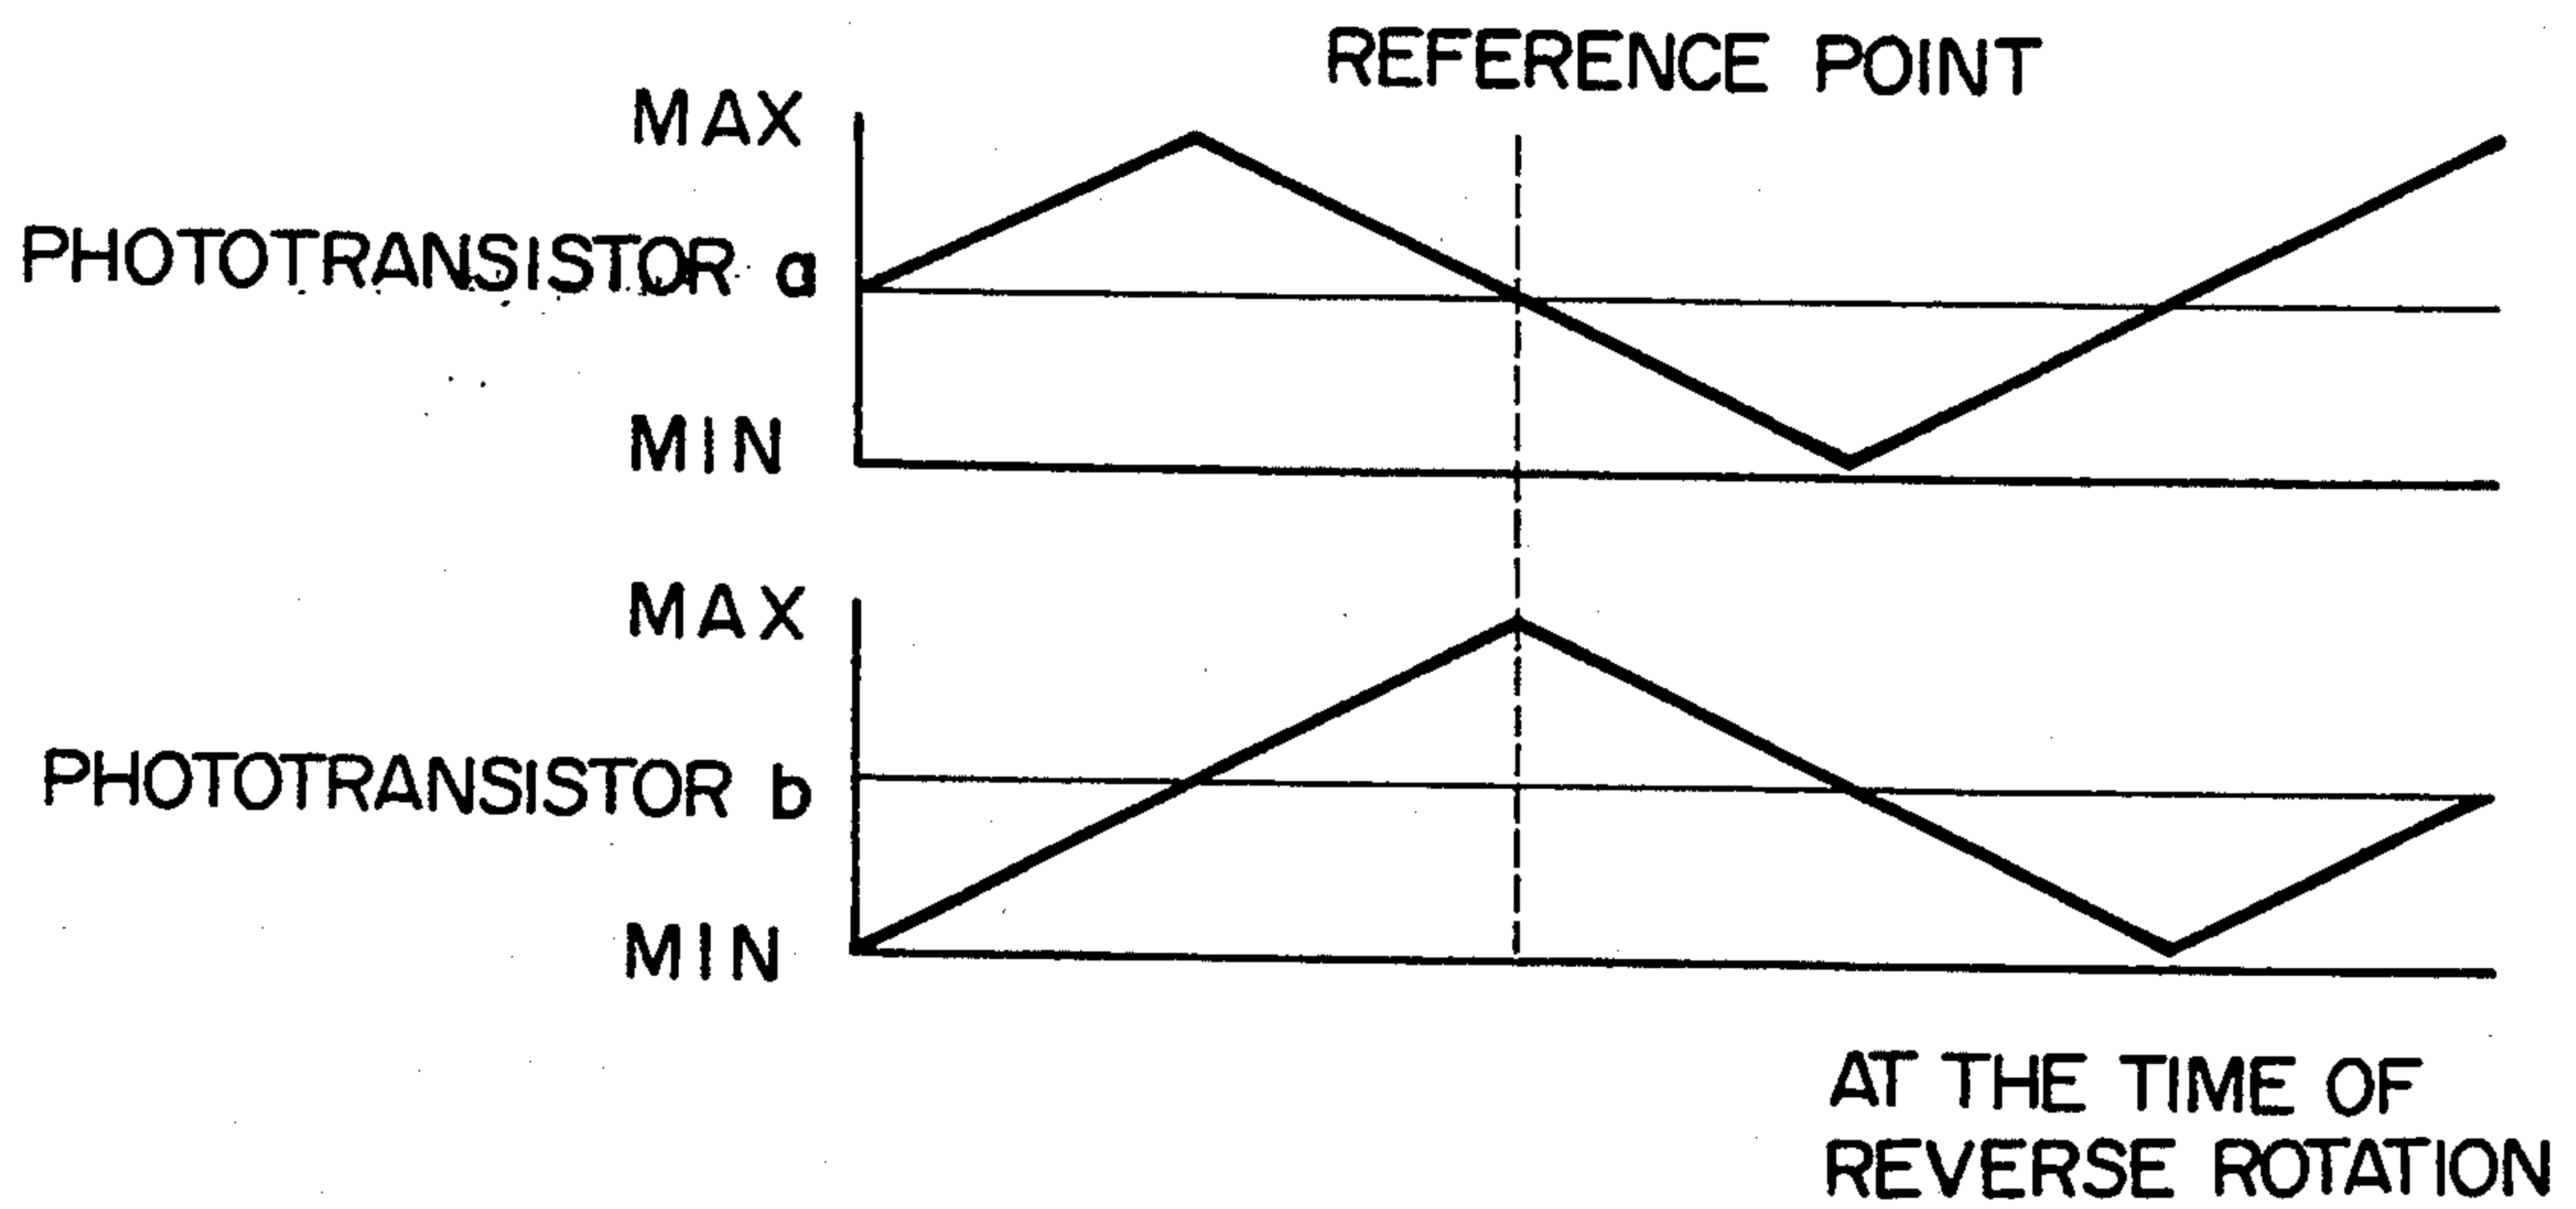 REFERENCE POINT
MAX
PHOTOTRANSISTOR a
MIN
MAX
PHOTOTRANSISTOR b
MIN
AT THE TIME OF
REVERSE ROTATION